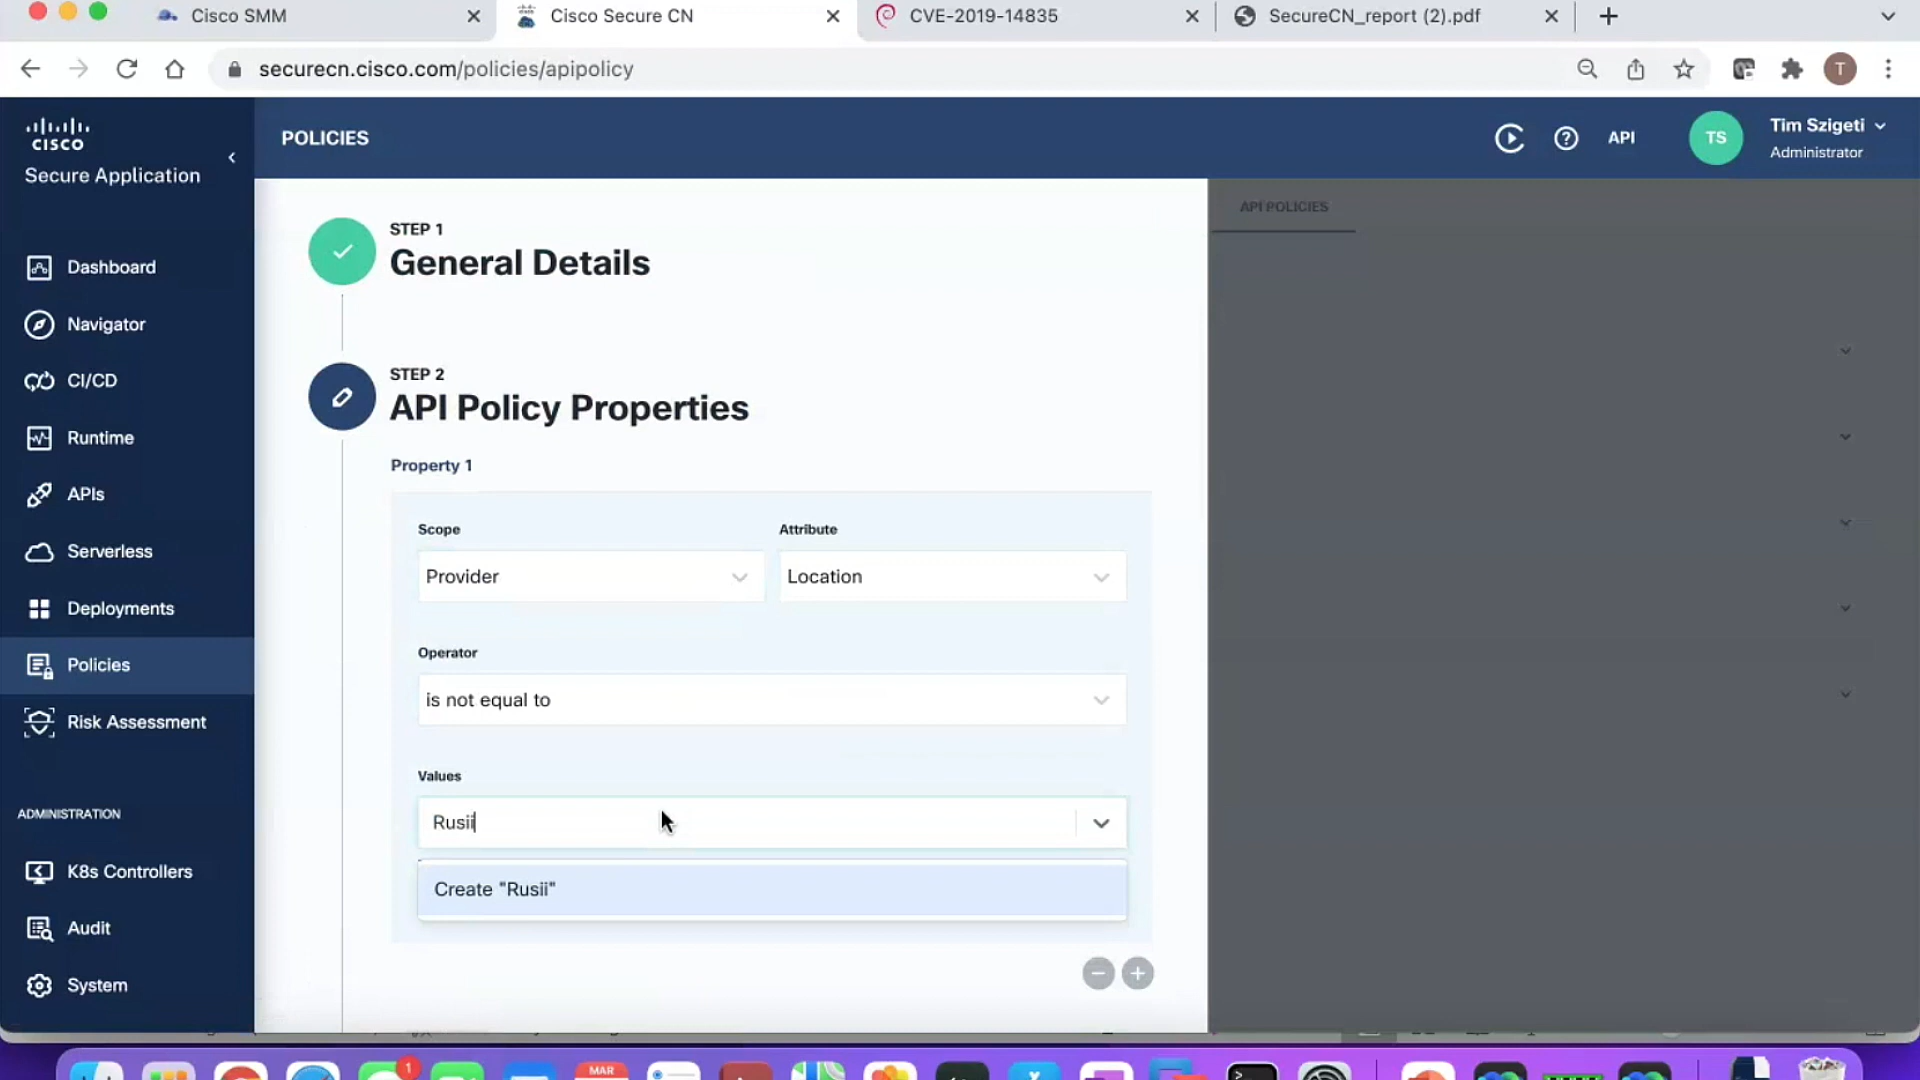 Cisco SMM
Cisco Secure CN
CVE-2019-14835
SecureCN_report (2).pdf
securecn.cisco.com/policies/apipolicy
T
CISCO
Secure Application
POLICIES
API
TS
Tim Szigeti
Administrator
Dashboard
Navigator
CI/CD
Runtime
APIs
Serverless
Deployments
Policies
Risk Assessment
ADMINISTRATION
K8s Controllers
Audit
System
STEP 1
General Details
STEP 2
API Policy Properties
Property 1
Scope
Attribute
Provider
Location
Operator
is not equal to
Values
Rusii
Create "Rusii"
API POLICIES
1
MAR